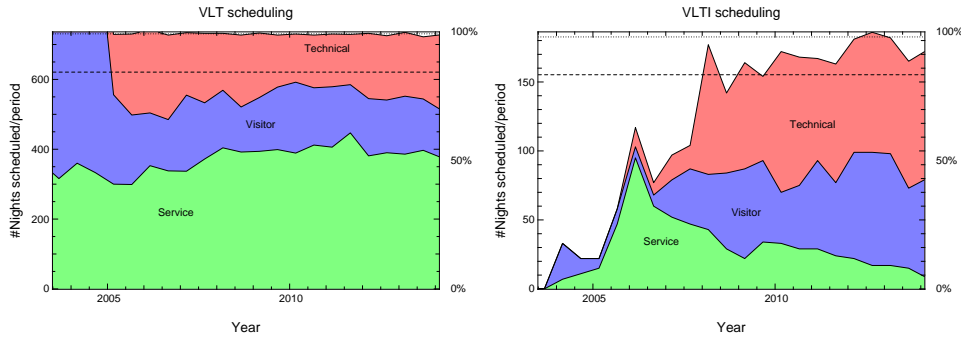 VLT scheduling
#Nights scheduled/period
600
400
200
0
100%
50%
0%
Technical
Visitor
Service
2005
2010
Year
VLTI scheduling
#Nights scheduled/period
150
100
50
0
100%
50%
0%
Technical
Visitor
Service
2005
2010
Year